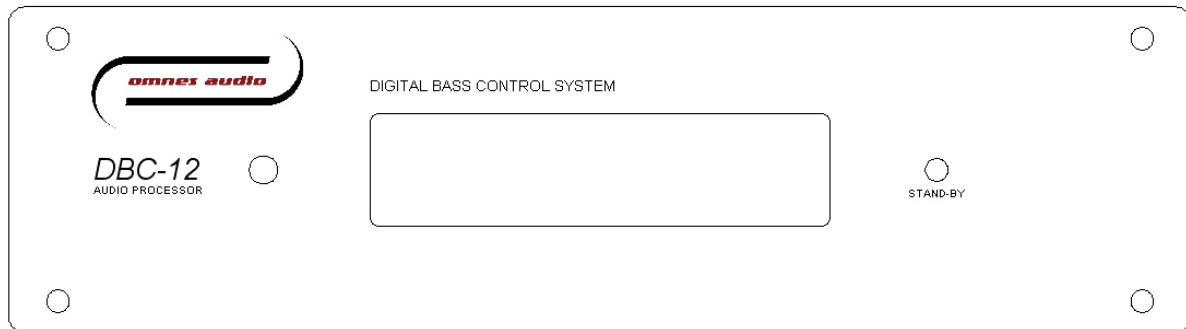 omnes audio
DIGITAL BASS CONTROL SYSTEM
DBC-12
AUDIO PROCESSOR
STAND-BY